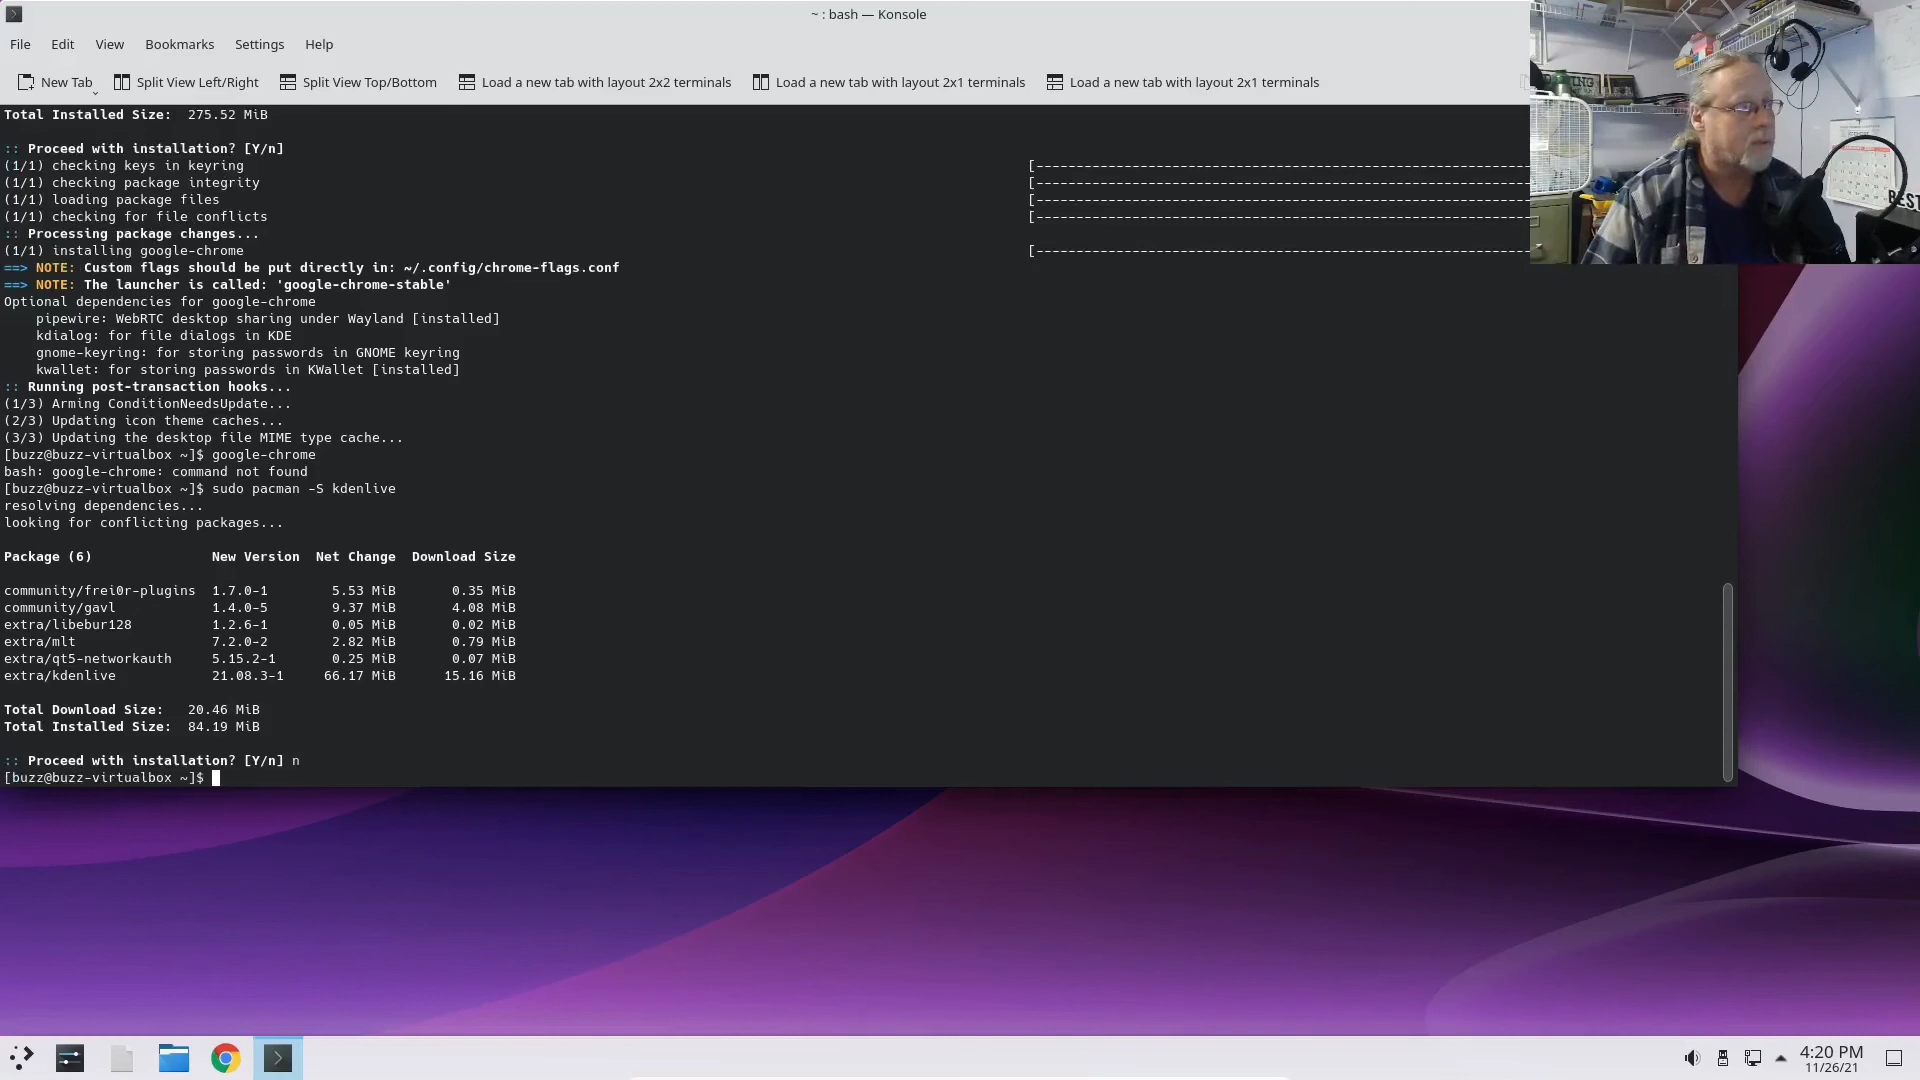 ~ : bash — Konsole
File Edit View Bookmarks Settings Help
New Tab Split View Left/Right Split View Top/Bottom Load a new tab with layout 2x2 terminals Load a new tab with layout 2x1 terminals Load a new tab with layout 2x1 terminals
Total Installed Size: 275.52 MiB
:: Proceed with installation? [Y/n]
(1/1) checking keys in keyring [------------------------------------------------------------
(1/1) checking package integrity [------------------------------------------------------------
(1/1) loading package files [------------------------------------------------------------
(1/1) checking for file conflicts [------------------------------------------------------------
:: Processing package changes...
(1/1) installing google-chrome [------------------------------------------------------------
==> NOTE: Custom flags should be put directly in: ~/.config/chrome-flags.conf
==> NOTE: The launcher is called: 'google-chrome-stable'
Optional dependencies for google-chrome
pipewire: WebRTC desktop sharing under Wayland [installed]
kdialog: for file dialogs in KDE
gnome-keyring: for storing passwords in GNOME keyring
kwallet: for storing passwords in KWallet [installed]
:: Running post-transaction hooks...
(1/3) Arming ConditionNeedsUpdate...
(2/3) Updating icon theme caches...
(3/3) Updating the desktop file MIME type cache...
[buzz@buzz-virtualbox ~]$ google-chrome
bash: google-chrome: command not found
[buzz@buzz-virtualbox ~]$ sudo pacman -S kdenlive
resolving dependencies...
looking for conflicting packages...
Package (6) New Version Net Change Download Size
community/frei0r-plugins 1.7.0-1 5.53 MiB 0.35 MiB
community/gavl 1.4.0-5 9.37 MiB 4.08 MiB
extra/libebur128 1.2.6-1 0.05 MiB 0.02 MiB
extra/mlt 7.2.0-2 2.82 MiB 0.79 MiB
extra/qt5-networkauth 5.15.2-1 0.25 MiB 0.07 MiB
extra/kdenlive 21.08.3-1 66.17 MiB 15.16 MiB
Total Download Size: 20.46 MiB
Total Installed Size: 84.19 MiB
:: Proceed with installation? [Y/n] n
[buzz@buzz-virtualbox ~]$
BEST
4:20 PM
11/26/21